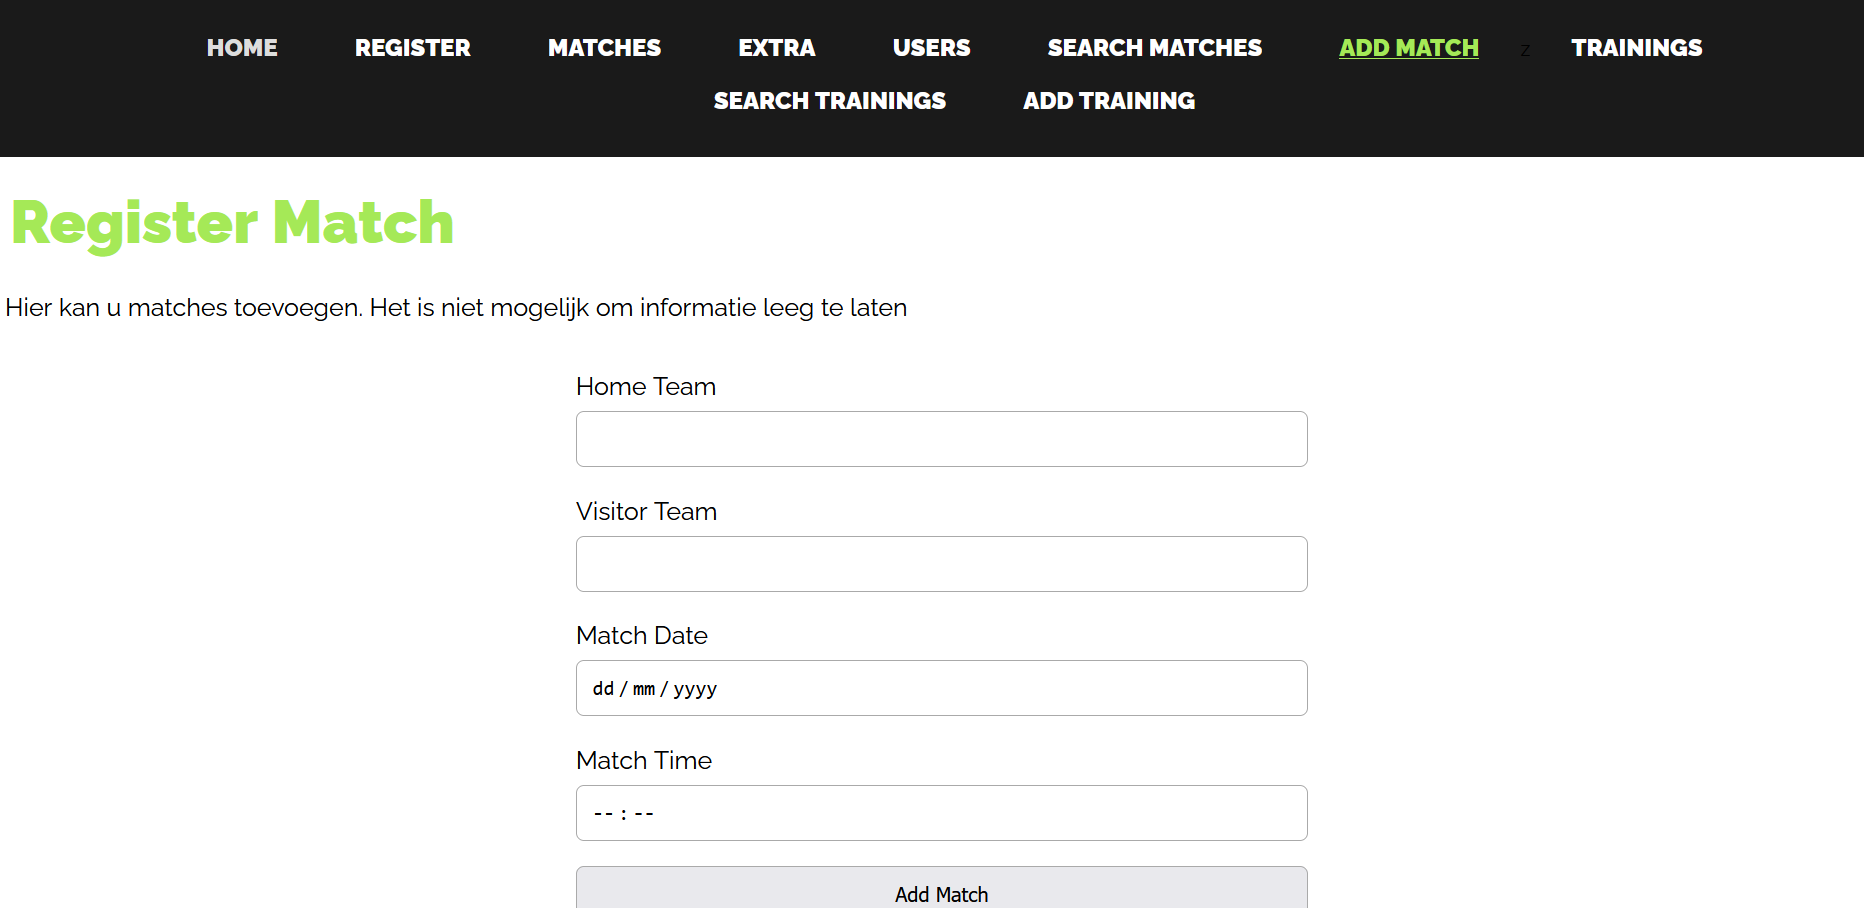 HOME REGISTER MATCHES EXTRA USERS SEARCH MATCHES ADD MATCH z TRAININGS
SEARCH TRAININGS ADD TRAINING
Register Match
Hier kan u matches toevoegen. Het is niet mogelijk om informatie leeg te laten
Home Team
Visitor Team
Match Date
dd / mm / yyyy
Match Time
-- : --
Add Match